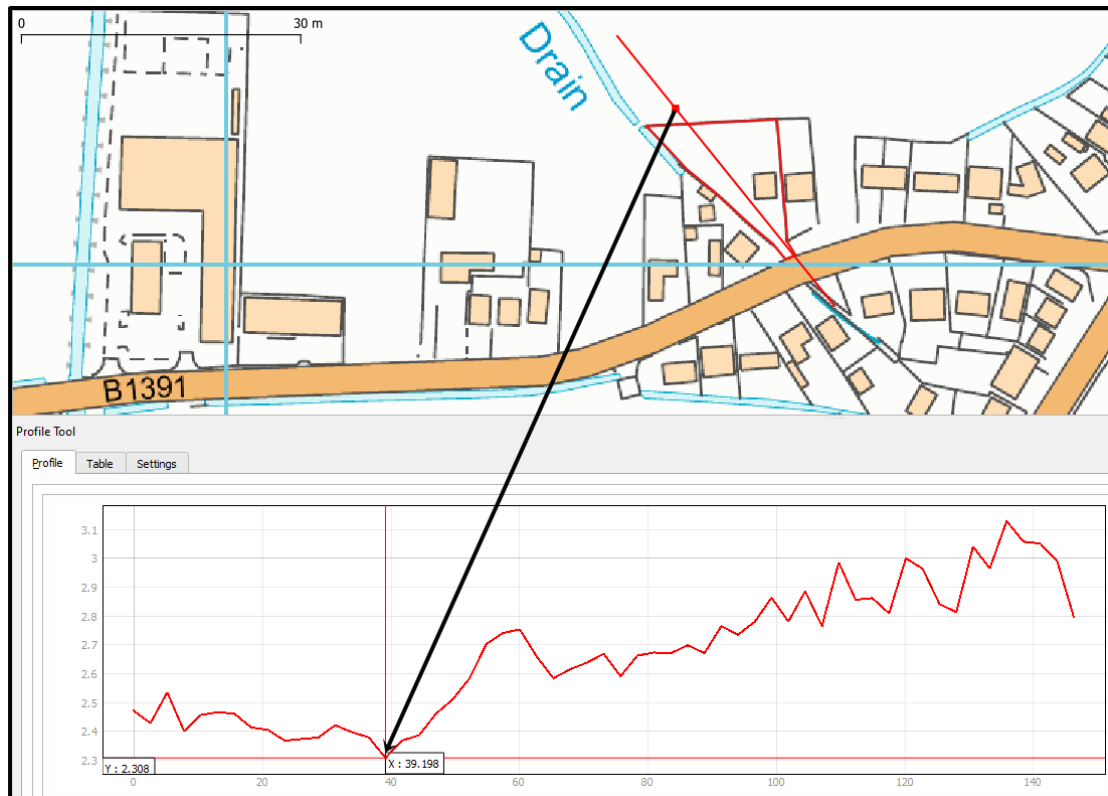 0 30 m
Drain
B1391
Profile Tool
Profile Table Settings
3.1
3
2.9
2.8
2.7
2.6
2.5
2.4
2.3
Y : 2.308
X : 39.198
0 20 40 60 80 100 120 140